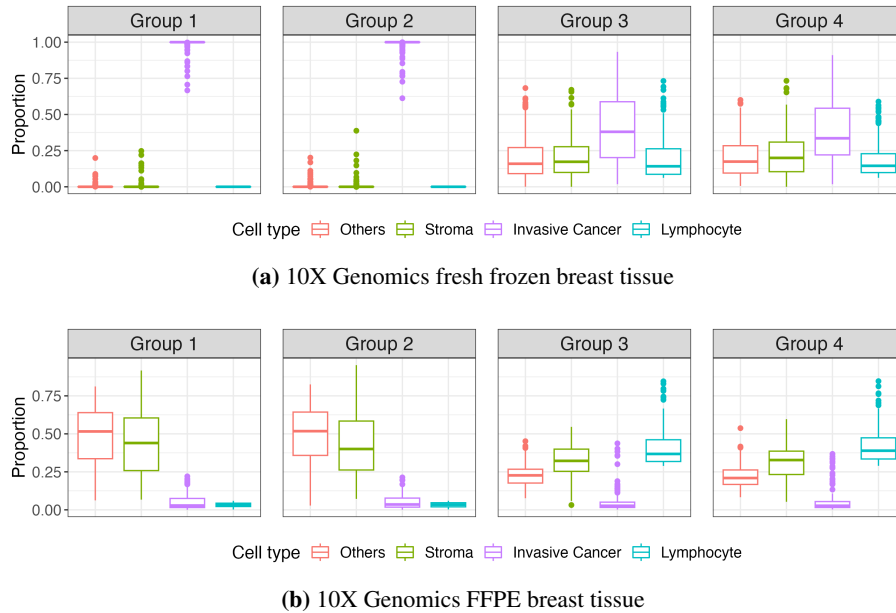 Group 1 Group 2 Group 3 Group 4
1.00
0.75
0.50
0.25
0.00
Proportion
Cell type Others Stroma Invasive Cancer Lymphocyte
(a) 10X Genomics fresh frozen breast tissue
Group 1 Group 2 Group 3 Group 4
0.75
0.50
0.25
0.00
Proportion
Cell type Others Stroma Invasive Cancer Lymphocyte
(b) 10X Genomics FFPE breast tissue